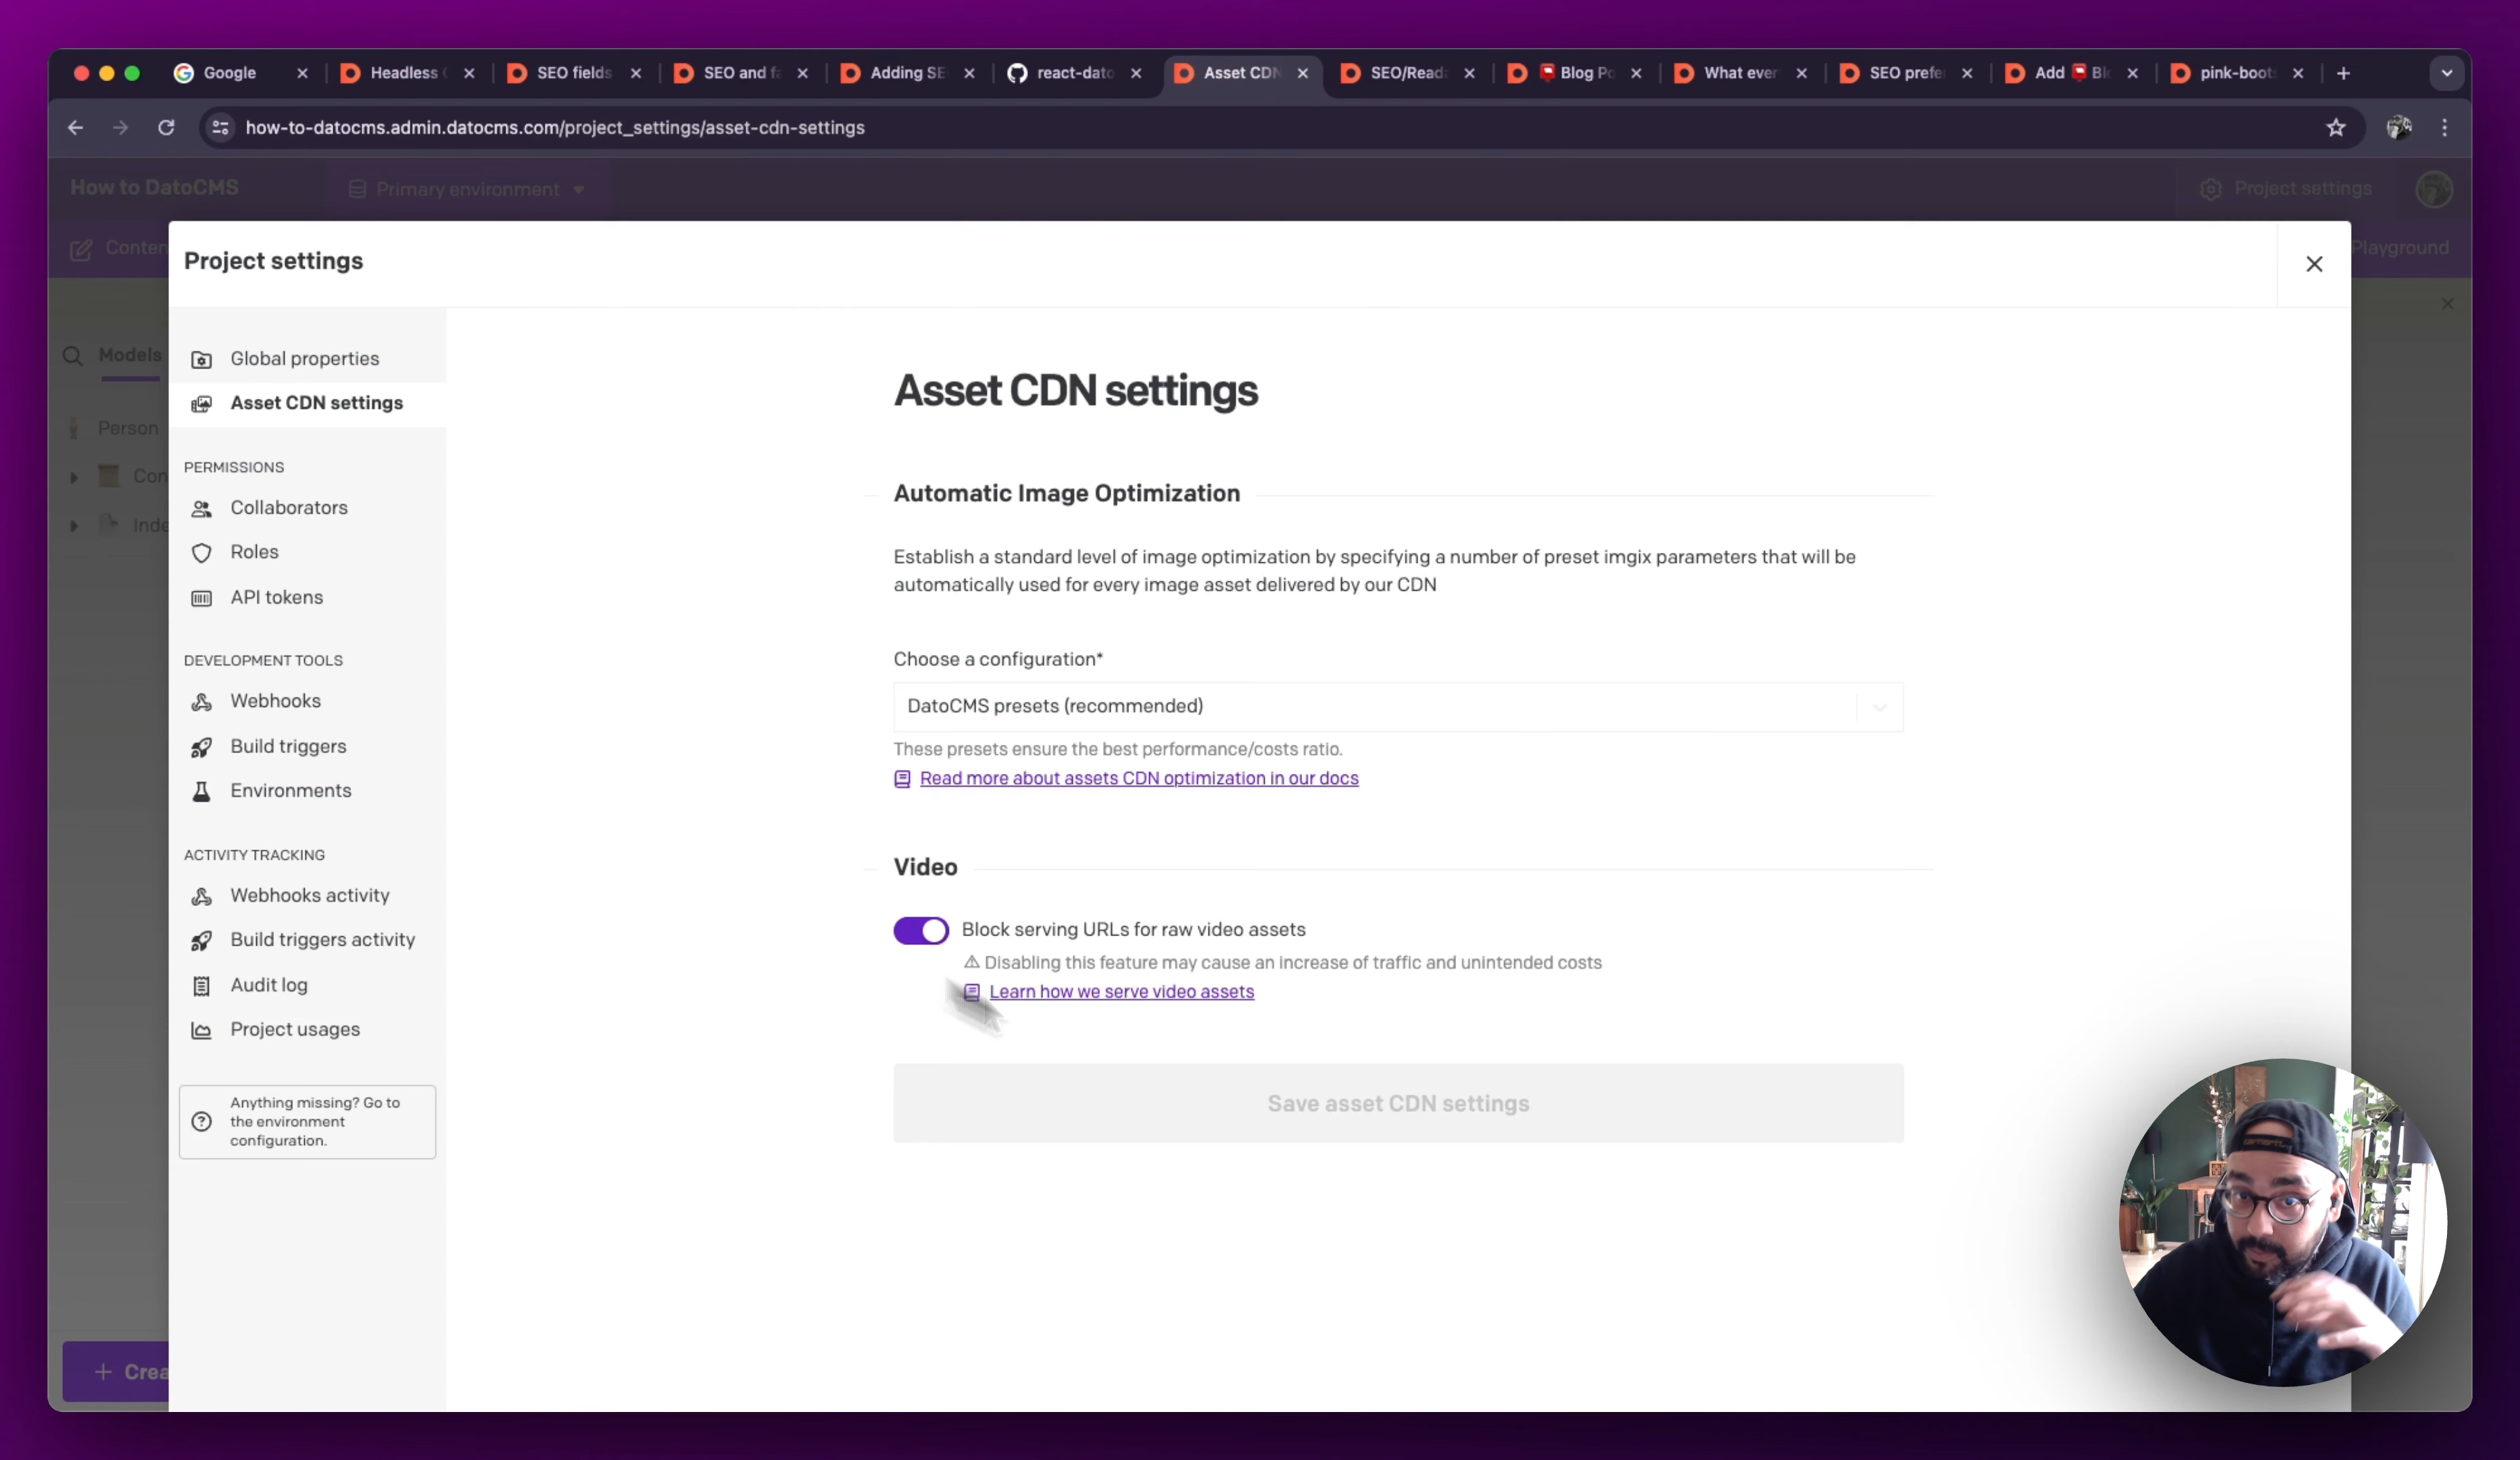 Google
Headless
SEO fields
SEO and fa
Adding SE
react-dato
Asset CDN
SEO/Reada
Blog Po
What ever
SEO prefe
Add
Blo
pink-boots
how-to-datocms.admin.datocms.com/project_settings/asset-cdn-settings
How to DatoCMS
Primary environment
Project settings
Conten
Playground
Project settings
Models
Person
Con
Inde
Crea
Global properties
Asset CDN settings
PERMISSIONS
Collaborators
Roles
API tokens
DEVELOPMENT TOOLS
Webhooks
Build triggers
Environments
ACTIVITY TRACKING
Webhooks activity
Build triggers activity
Audit log
Project usages
Anything missing? Go to
the environment
configuration.
Asset CDN settings
Automatic Image Optimization
Establish a standard level of image optimization by specifying a number of preset imgix parameters that will be
automatically used for every image asset delivered by our CDN
Choose a configuration*
DatoCMS presets (recommended)
These presets ensure the best performance/costs ratio.
Read more about assets CDN optimization in our docs
Video
Block serving URLs for raw video assets
Disabling this feature may cause an increase of traffic and unintended costs
Learn how we serve video assets
Save asset CDN settings
carhartt